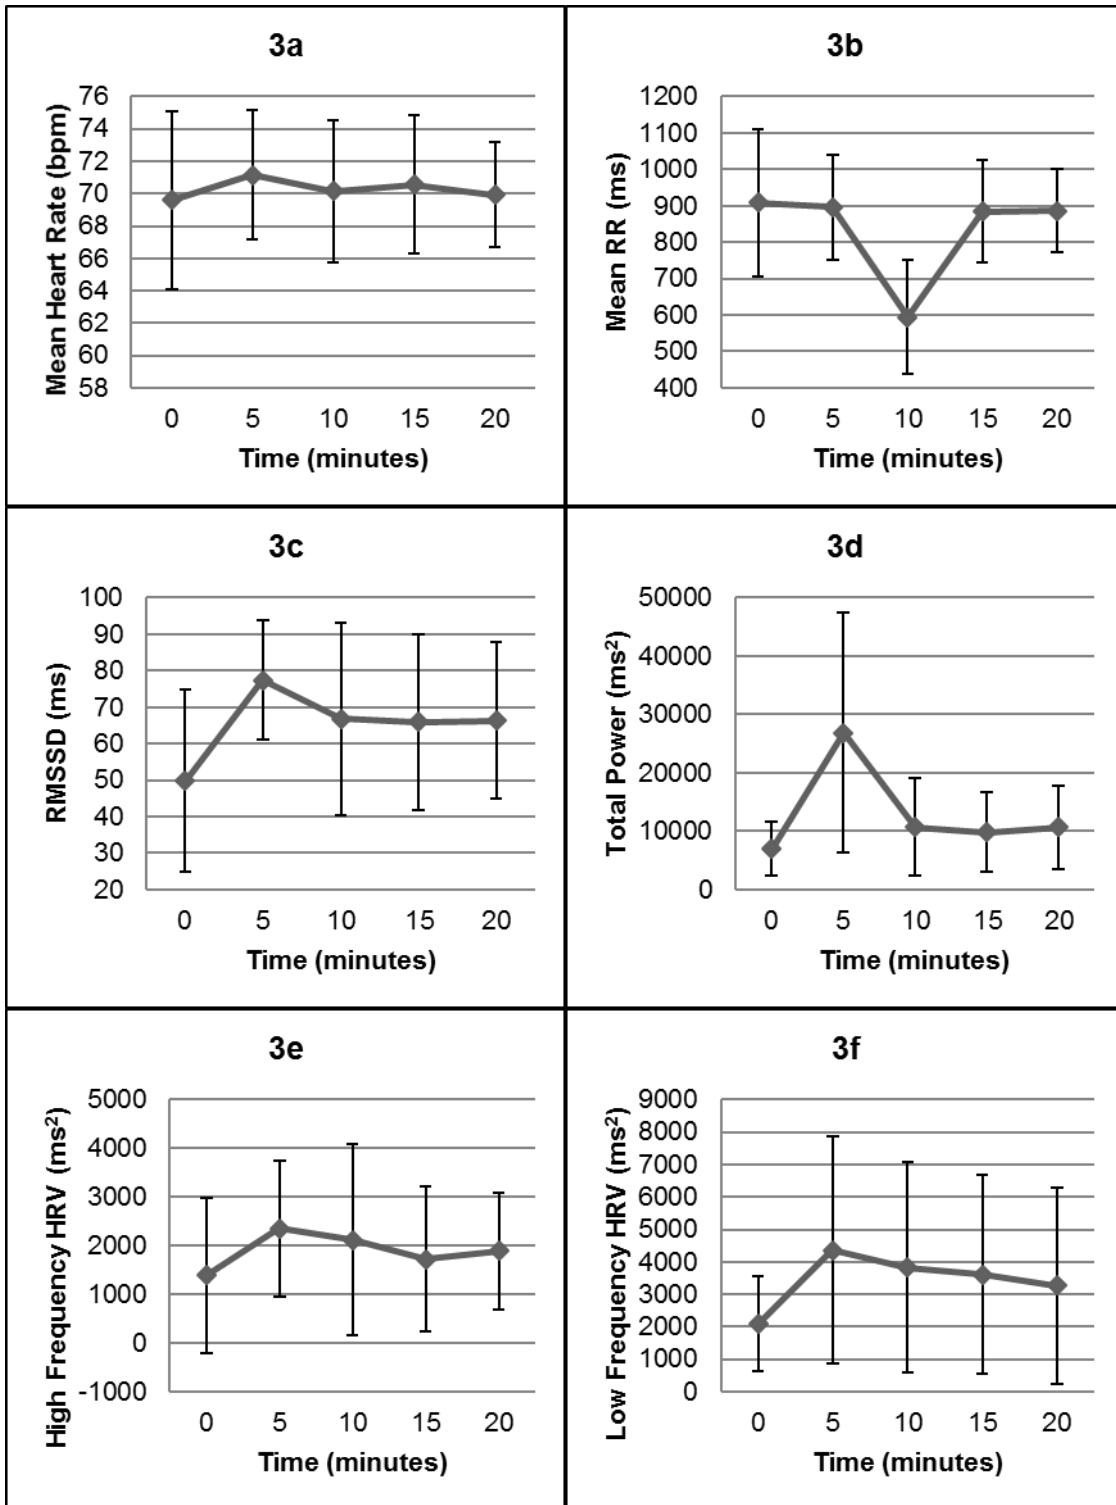 3a
Mean Heart Rate (bpm)
76
74
72
70
68
66
64
62
60
58
0 5 10 15 20
Time (minutes)
3b
Mean RR (ms)
1200
1100
1000
900
800
700
600
500
400
0 5 10 15 20
Time (minutes)
3c
RMSSD (ms)
100
90
80
70
60
50
40
30
20
0 5 10 15 20
Time (minutes)
3d
Total Power (ms²)
50000
40000
30000
20000
10000
0
0 5 10 15 20
Time (minutes)
3e
High Frequency HRV (ms²)
5000
4000
3000
2000
1000
0
-1000
0 5 10 15 20
Time (minutes)
3f
Low Frequency HRV (ms²)
9000
8000
7000
6000
5000
4000
3000
2000
1000
0
0 5 10 15 20
Time (minutes)